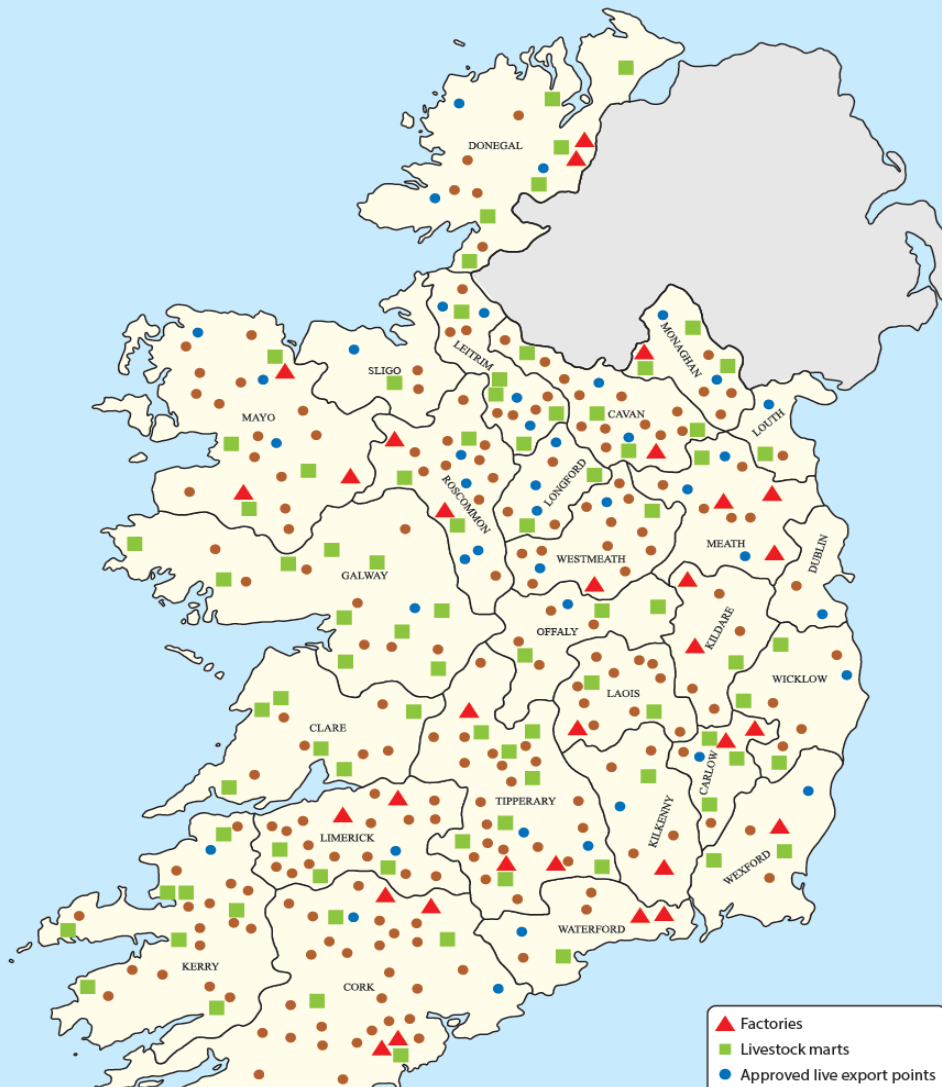 DONEGAL
MONAGHAN
LEITRIM
SLIGO
CAVAN
LOUTH
MAYO
LONGFORD
ROSCOMMON
MEATH
DUBLIN
WESTMEATH
GALWAY
KILDARE
OFFALY
WICKLOW
LAOIS
CLARE
CARLOW
TIPPERARY
KILKENNY
LIMERICK
WEXFORD
WATERFORD
KERRY
CORK
Factories
Livestock marts
Approved live export points